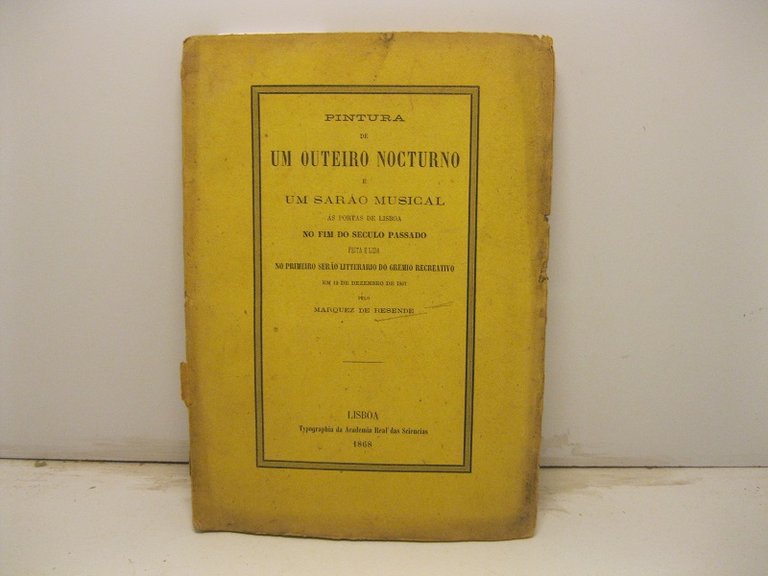 PINTURA
DE
UM OUTEIRO NOCTURNO
E
UM SARÁO MUSICAL
ÁS PORTAS DE LISBOA
NO FIM DO SECULO PASSADO
FEITA E LIDA
NO PRIMEIRO SERÃO LITTERARIO DO GREMIO RECREATIVO
EM 12 DE DEZEMBRO DE 1867
PELO
MARQUEZ DE RESENDE
LISBOA
Typographia da Academia Real das Sciencias
1868